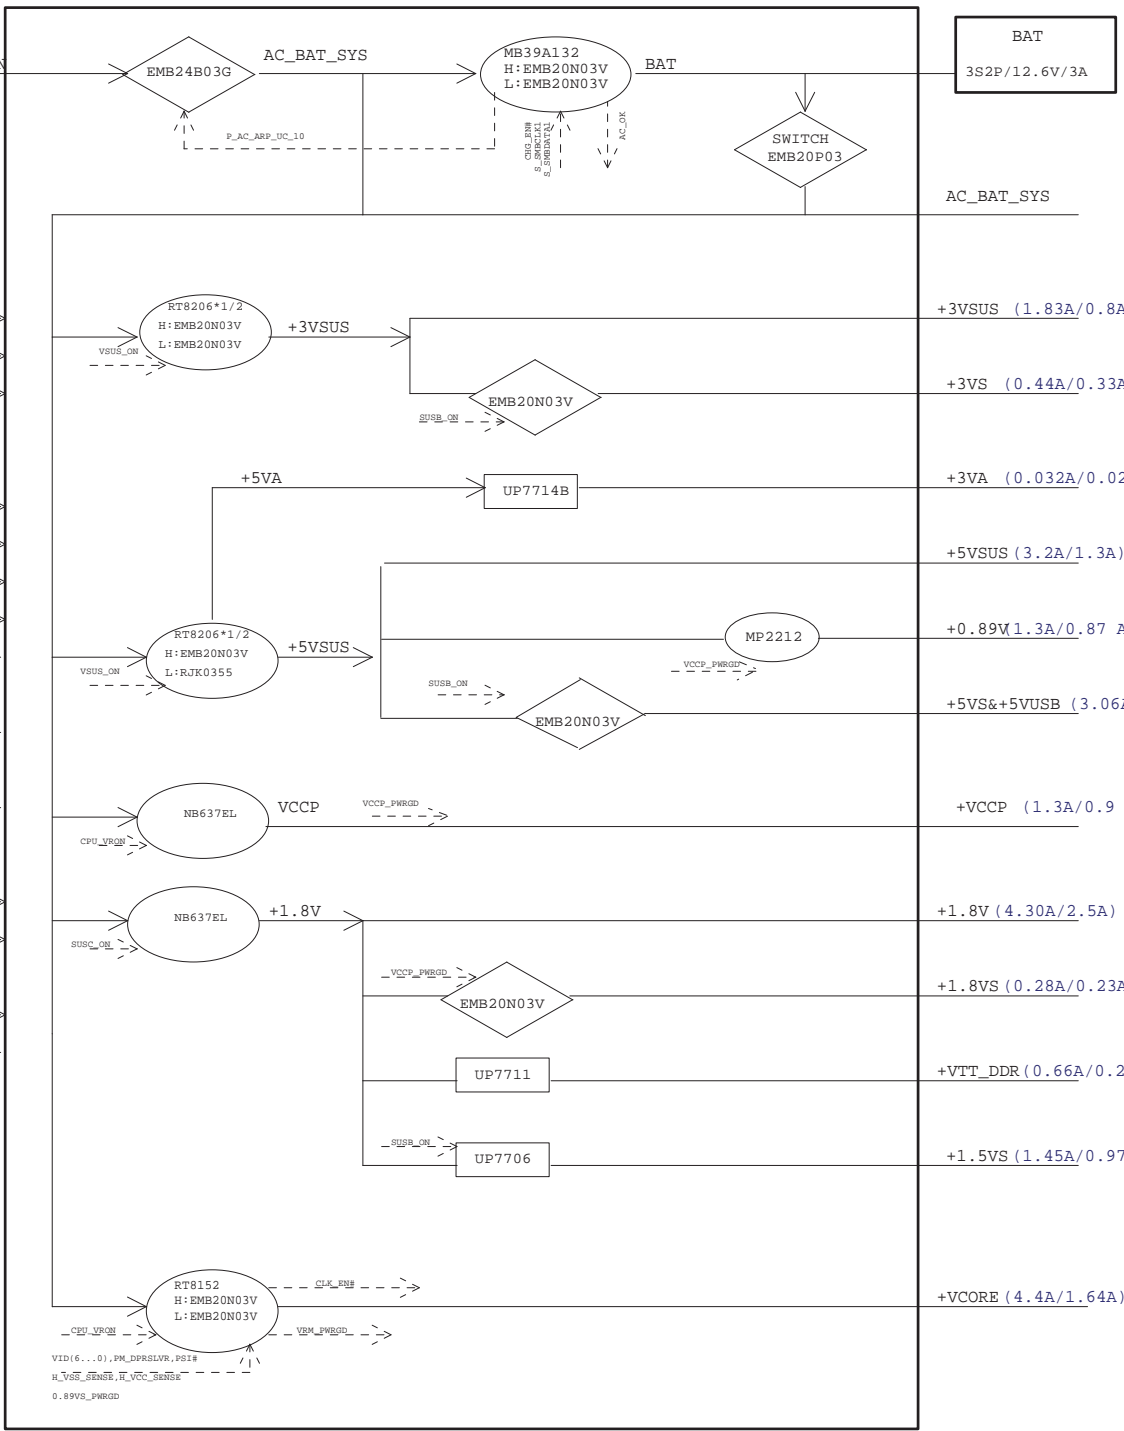 BAT
3S2P/12.6V/3A
EMB24B03G
AC_BAT_SYS
MB39A132
H:EMB20N03V
L:EMB20N03V
BAT
P_AC_ARP_UC_10
CHG_EN#
S_SMBCLK1
S_SMBDATA1
AC_OK
SWITCH
EMB20P03
AC_BAT_SYS
RT8206*1/2
H:EMB20N03V
L:EMB20N03V
VSUS_ON
+3VSUS
+3VSUS (1.83A/0.8A
EMB20N03V
SUSB_ON
+3VS (0.44A/0.33A
+5VA
UP7714B
+3VA (0.032A/0.02
+5VSUS (3.2A/1.3A)
RT8206*1/2
H:EMB20N03V
L:RJK0355
VSUS_ON
+5VSUS
MP2212
VCCP_PWRGD
+0.89V(1.3A/0.87 A
SUSB_ON
EMB20N03V
+5VS&+5VUSB (3.06A
NB637EL
VCCP
VCCP_PWRGD
CPU_VRON
+VCCP (1.3A/0.9
NB637EL
+1.8V
SUSC_ON
+1.8V (4.30A/2.5A)
VCCP_PWRGD
EMB20N03V
+1.8VS (0.28A/0.23A
UP7711
+VTT_DDR (0.66A/0.2
SUSB_ON
UP7706
+1.5VS (1.45A/0.97
RT8152
H:EMB20N03V
L:EMB20N03V
CLK_EN#
+VCORE (4.4A/1.64A)
CPU_VRON
VRM_PWRGD
VID(6...0),PM_DPRSLVR,PSI#
H_VSS_SENSE,H_VCC_SENSE
0.89VS_PWRGD